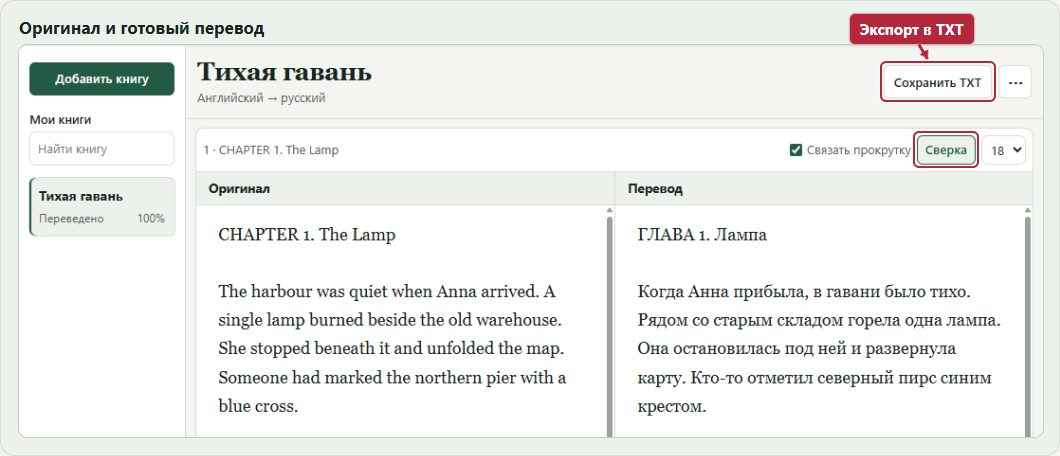 Оригинал и готовый перевод
Экспорт в TXT
Добавить книгу
Мои книги
Найти книгу
Тихая гавань
Переведено 100%
Тихая гавань
Английский → русский
Сохранить TXT
...
1 · CHAPTER 1. The Lamp
Связать прокрутку
Сверка
18
Оригинал
CHAPTER 1. The Lamp
The harbour was quiet when Anna arrived. A
single lamp burned beside the old warehouse.
She stopped beneath it and unfolded the map.
Someone had marked the northern pier with a
blue cross.
Перевод
ГЛАВА 1. Лампа
Когда Анна прибыла, в гавани было тихо.
Рядом со старым складом горела одна лампа.
Она остановилась под ней и развернула
карту. Кто-то отметил северный пирс синим
крестом.